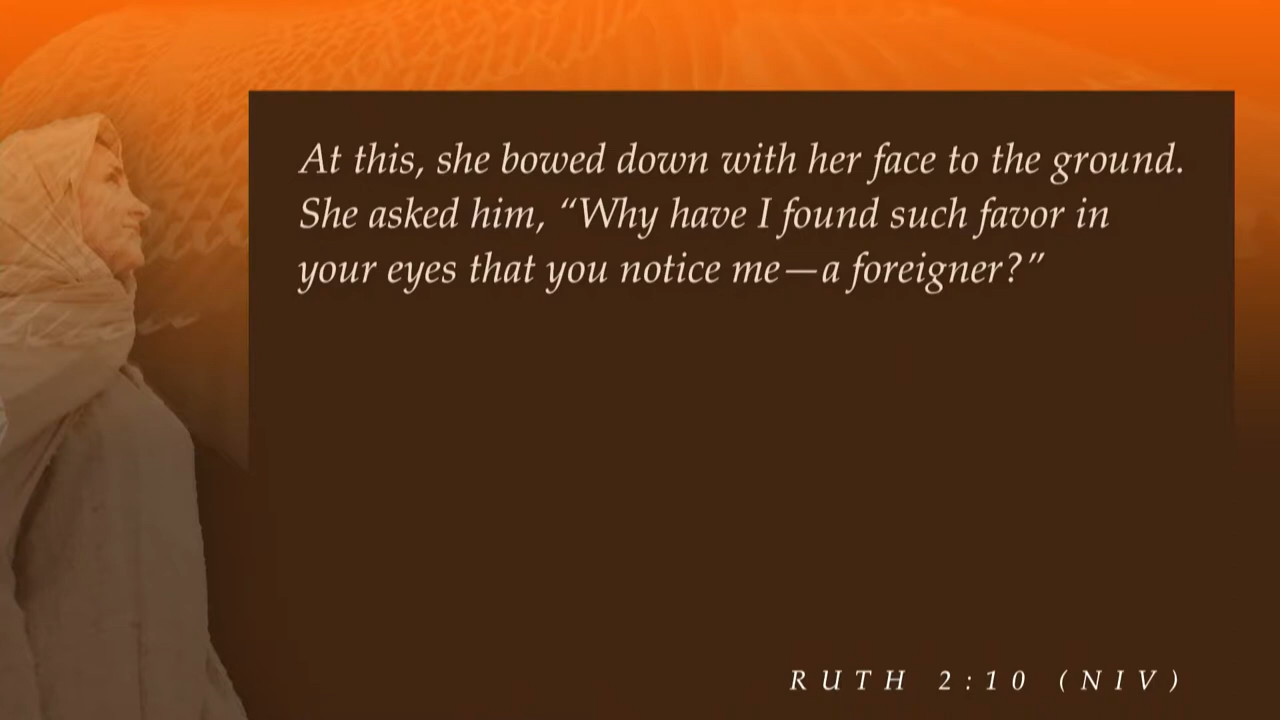 At this, she bowed down with her face to the ground.
She asked him, “Why have I found such favor in
your eyes that you notice me—a foreigner?”
RUTH 2:10 (NIV)